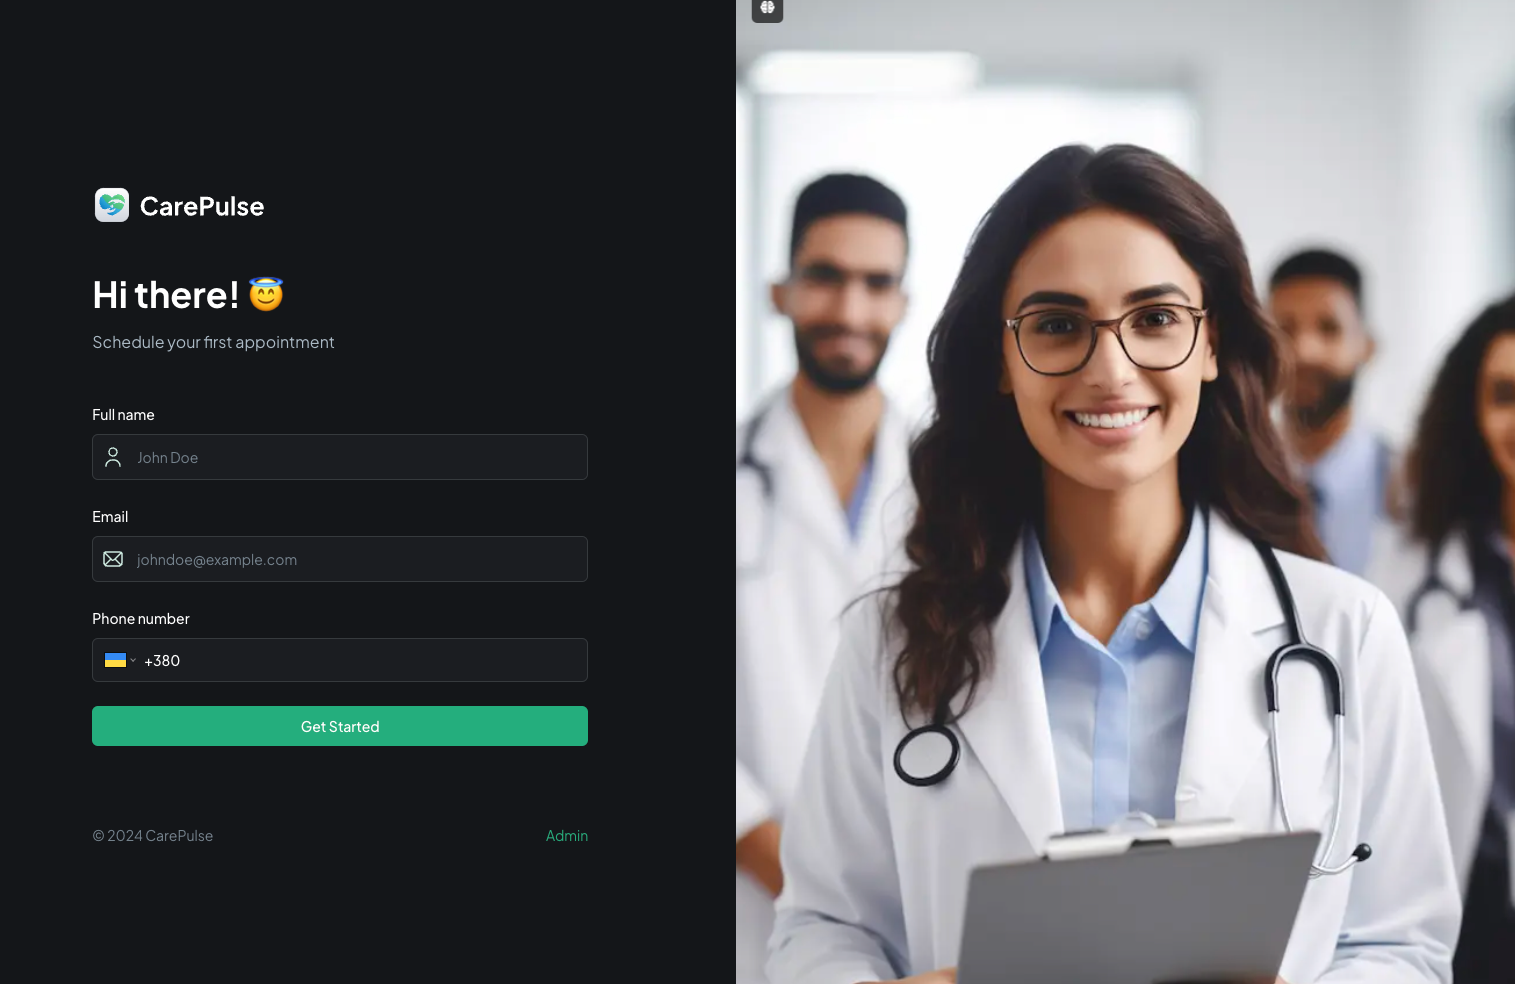 CarePulse
Hi there! 😇
Schedule your first appointment
Full name
John Doe
Email
johndoe@example.com
Phone number
+380
Get Started
© 2024 CarePulse Admin